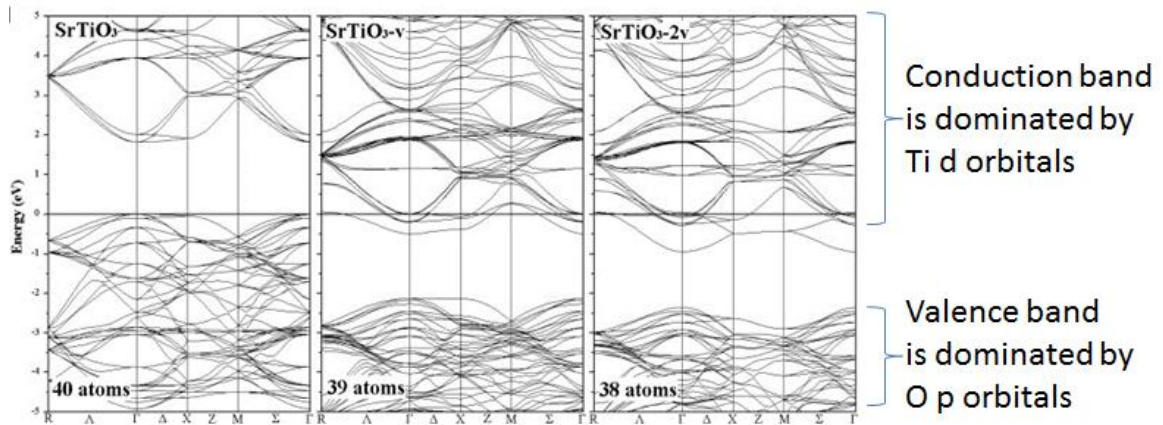 SrTiO₃
SrTiO₃-v
SrTiO₃-2v
Energy (eV)
5
4
3
2
1
0
-1
-2
-3
-4
-5
40 atoms
39 atoms
38 atoms
R Λ Γ Δ X Z M Σ Γ
R Λ Γ Δ X Z M Σ Γ
R Λ Γ Δ X Z M Σ Γ
Conduction band
is dominated by
Ti d orbitals
Valence band
is dominated by
O p orbitals